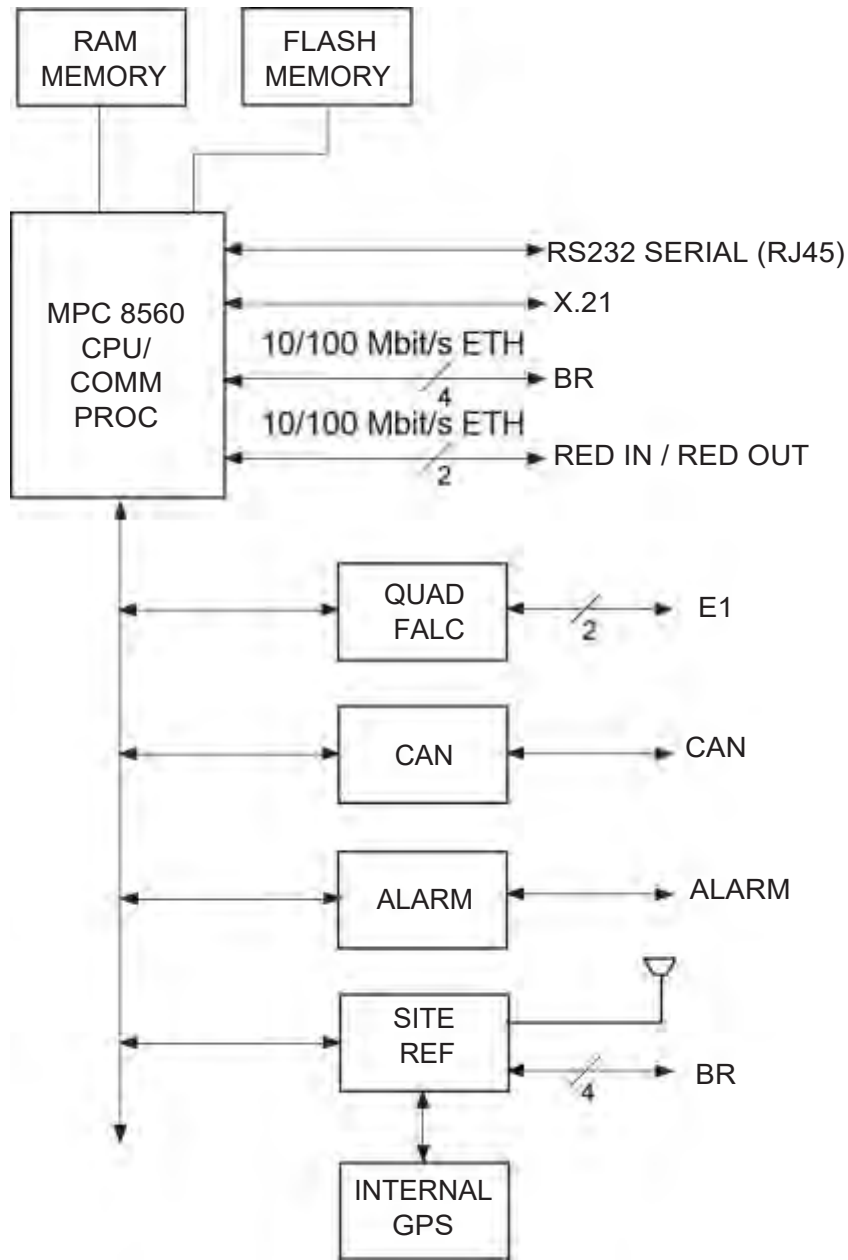 RAM
MEMORY
FLASH
MEMORY
MPC 8560
CPU/
COMM
PROC
RS232 SERIAL (RJ45)
X.21
10/100 Mbit/s ETH
4
BR
10/100 Mbit/s ETH
2
RED IN / RED OUT
QUAD
FALC
2
E1
CAN
CAN
ALARM
ALARM
SITE
REF
4
BR
INTERNAL
GPS